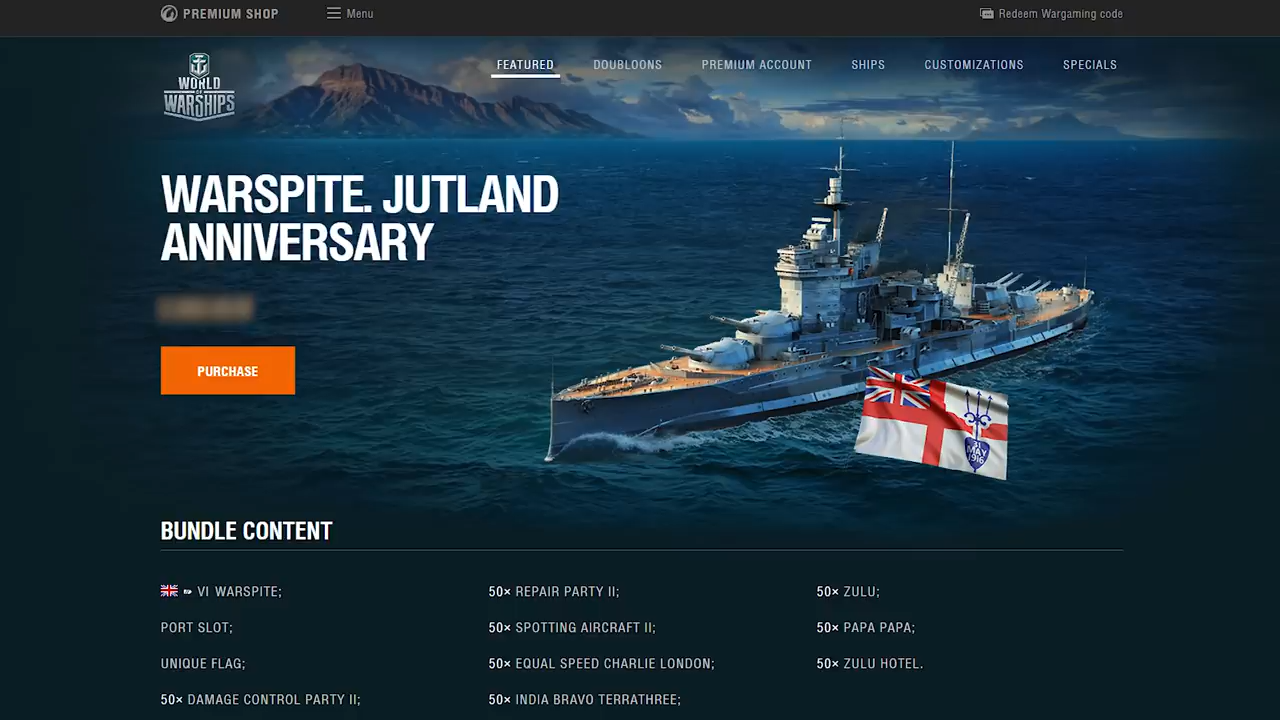 PREMIUM SHOP
Menu
Redeem Wargaming code
WORLD
OF
WARSHIPS
FEATURED
DOUBLOONS
PREMIUM ACCOUNT
SHIPS
CUSTOMIZATIONS
SPECIALS
WARSPITE. JUTLAND
ANNIVERSARY
PURCHASE
31
MAY
1916
BUNDLE CONTENT
VI WARSPITE;
PORT SLOT;
UNIQUE FLAG;
50× DAMAGE CONTROL PARTY II;
50× REPAIR PARTY II;
50× SPOTTING AIRCRAFT II;
50× EQUAL SPEED CHARLIE LONDON;
50× INDIA BRAVO TERRATHREE;
50× ZULU;
50× PAPA PAPA;
50× ZULU HOTEL.